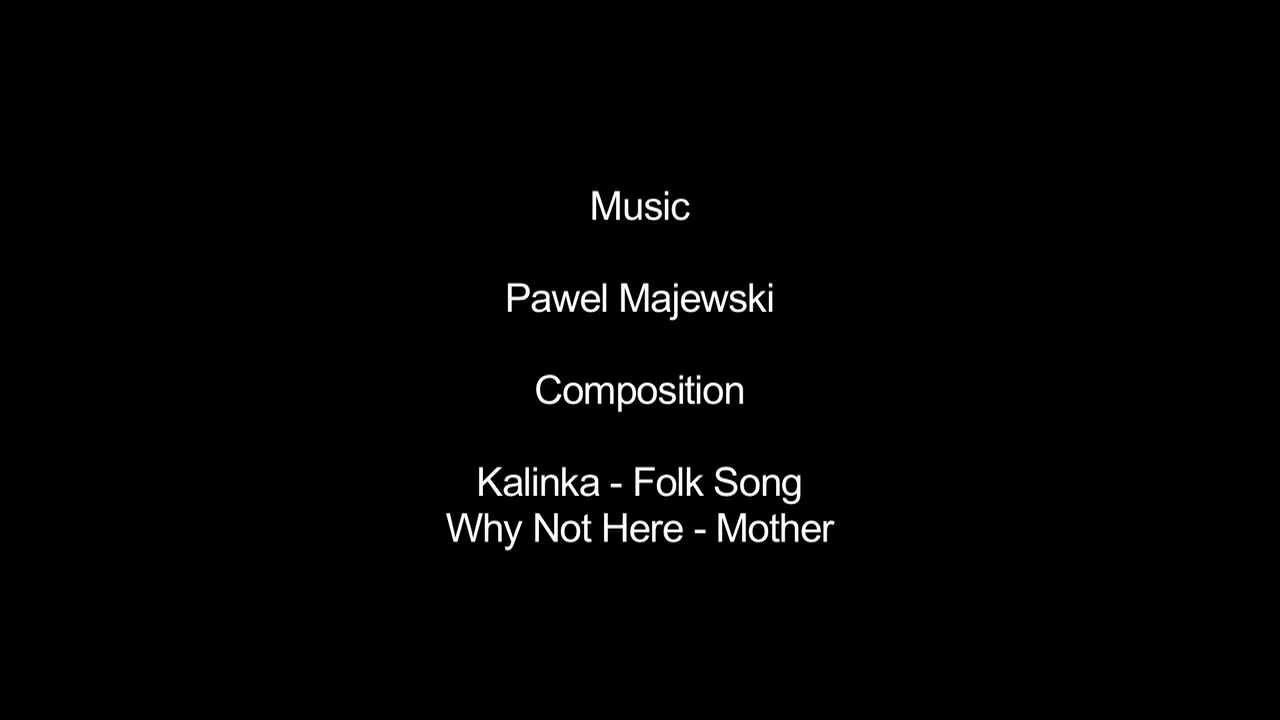 Music
Pawel Majewski
Composition
Kalinka - Folk Song
Why Not Here - Mother